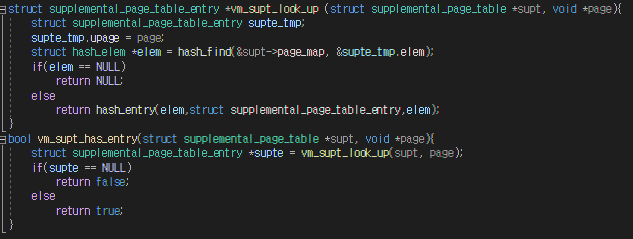 struct supplemental_page_table_entry *vm_supt_look_up (struct supplemental_page_table *supt, void *page){
struct supplemental_page_table_entry supte_tmp;
supte_tmp.upage = page;
struct hash_elem *elem = hash_find(&supt->page_map, &supte_tmp.elem);
if(elem == NULL)
return NULL;
else
return hash_entry(elem,struct supplemental_page_table_entry,elem);
}
bool vm_supt_has_entry(struct supplemental_page_table *supt, void *page){
struct supplemental_page_table_entry *supte = vm_supt_look_up(supt, page);
if(supte == NULL)
return false;
else
return true;
}